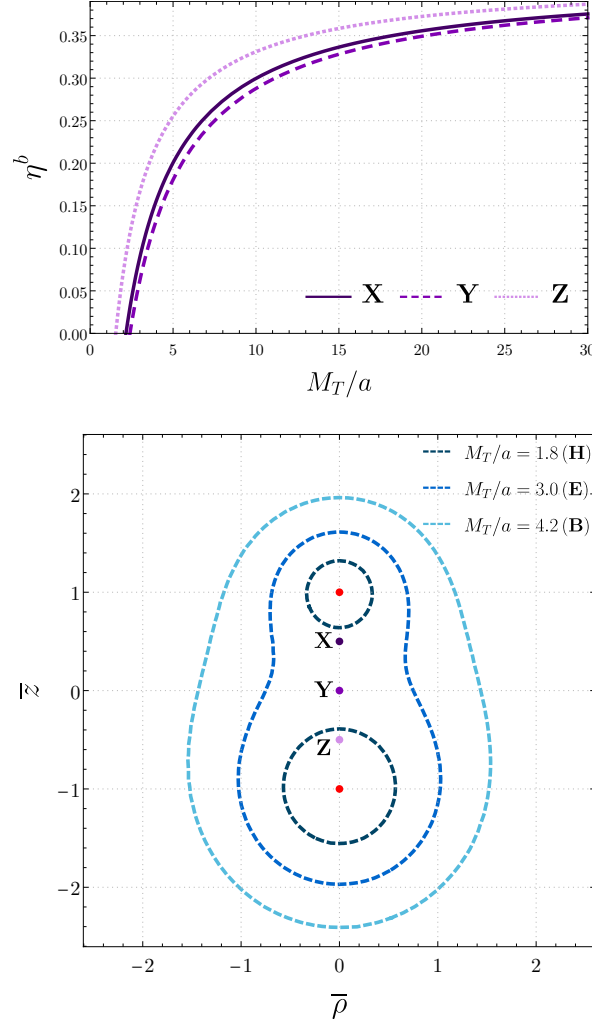 0.35
0.30
0.25
0.20
0.15
0.10
0.05
0.00
η^b
X Y Z
0 5 10 15 20 25 30
M_T/a
M_T/a = 1.8 (H)
M_T/a = 3.0 (E)
M_T/a = 4.2 (B)
2
1
X
0
Y
Z
−1
−2
z̅
−2 −1 0 1 2
ρ̅